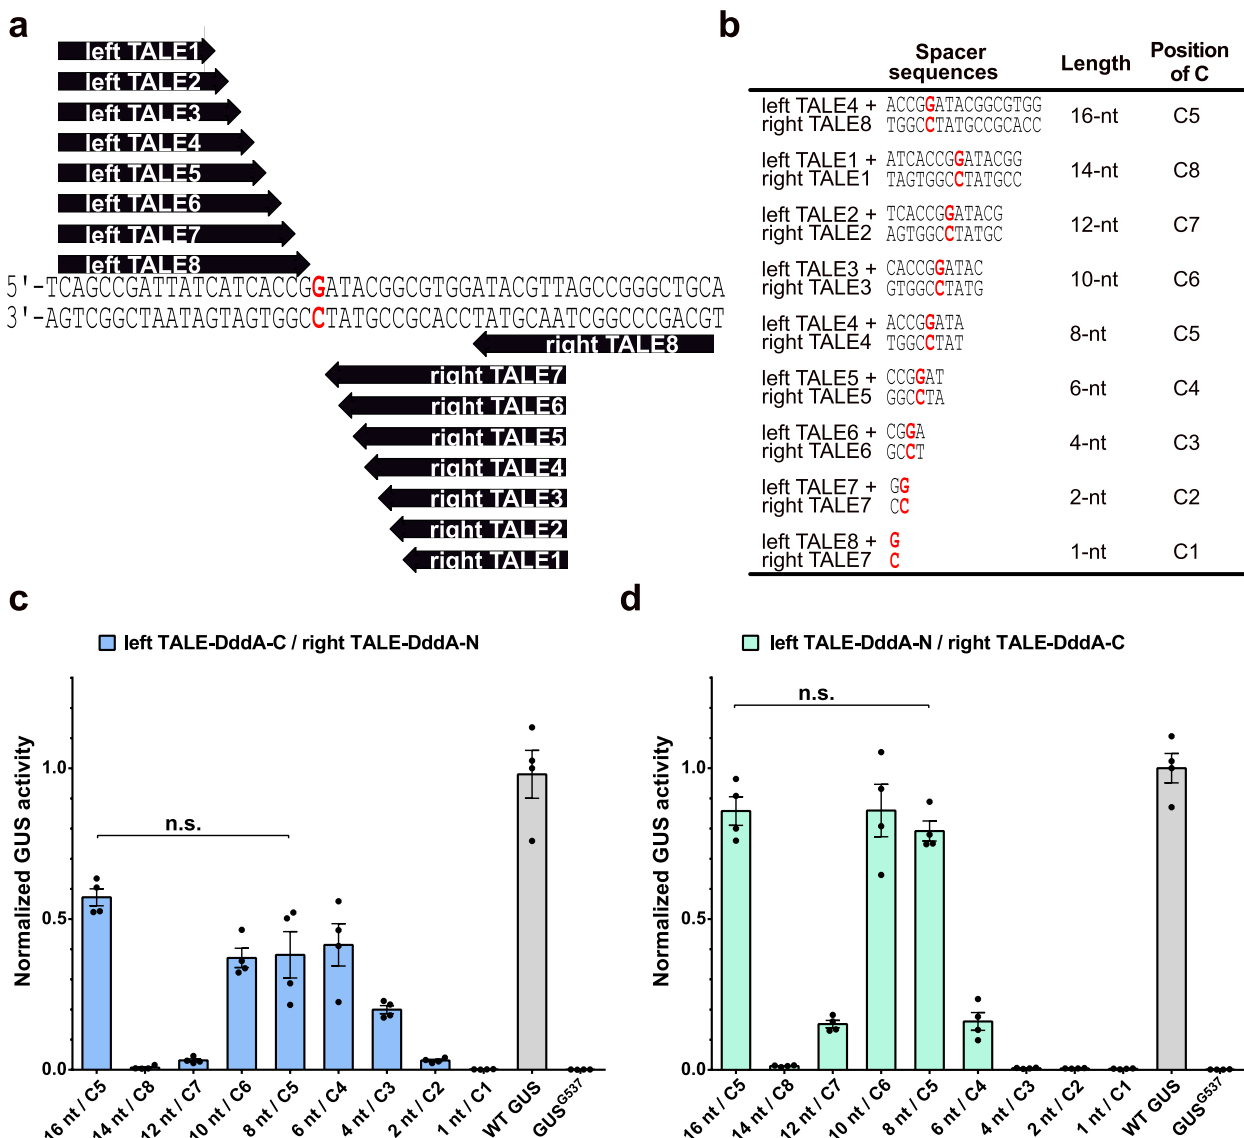 a
left TALE1
left TALE2
left TALE3
left TALE4
left TALE5
left TALE6
left TALE7
left TALE8
5'-TCAGCCGATTATCATCACCGGATACGGCGTGGATACGTTAGCCGGGCTGCA
3'-AGTCGGCTAATAGTAGTGGCCTATGCCGCACCTATGCAATCGGCCCGACGT
right TALE8
right TALE7
right TALE6
right TALE5
right TALE4
right TALE3
right TALE2
right TALE1
b
Spacer sequences Length Position of C
left TALE4 + ACCGGATACGGCGTGG
right TALE8 TGGCCTATGCCGCACC 16-nt C5
left TALE1 + ATCACCGGATACGG
right TALE1 TAGTGGCCTATGCC 14-nt C8
left TALE2 + TCACCGGATACG
right TALE2 AGTGGCCTATGC 12-nt C7
left TALE3 + CACCGGATAC
right TALE3 GTGGCCTATG 10-nt C6
left TALE4 + ACCGGATA
right TALE4 TGGCCTAT 8-nt C5
left TALE5 + CCGGAT
right TALE5 GGCCTA 6-nt C4
left TALE6 + CGGA
right TALE6 GCCT 4-nt C3
left TALE7 + GG
right TALE7 CC 2-nt C2
left TALE8 + G
right TALE7 C 1-nt C1
c
left TALE-DddA-C / right TALE-DddA-N
n.s.
Normalized GUS activity
1.0
0.5
0.0
16 nt / C5
14 nt / C8
12 nt / C7
10 nt / C6
8 nt / C5
6 nt / C4
4 nt / C3
2 nt / C2
1 nt / C1
WT GUS
GUS^G537
d
left TALE-DddA-N / right TALE-DddA-C
n.s.
Normalized GUS activity
1.0
0.5
0.0
16 nt / C5
14 nt / C8
12 nt / C7
10 nt / C6
8 nt / C5
6 nt / C4
4 nt / C3
2 nt / C2
1 nt / C1
WT GUS
GUS^G537